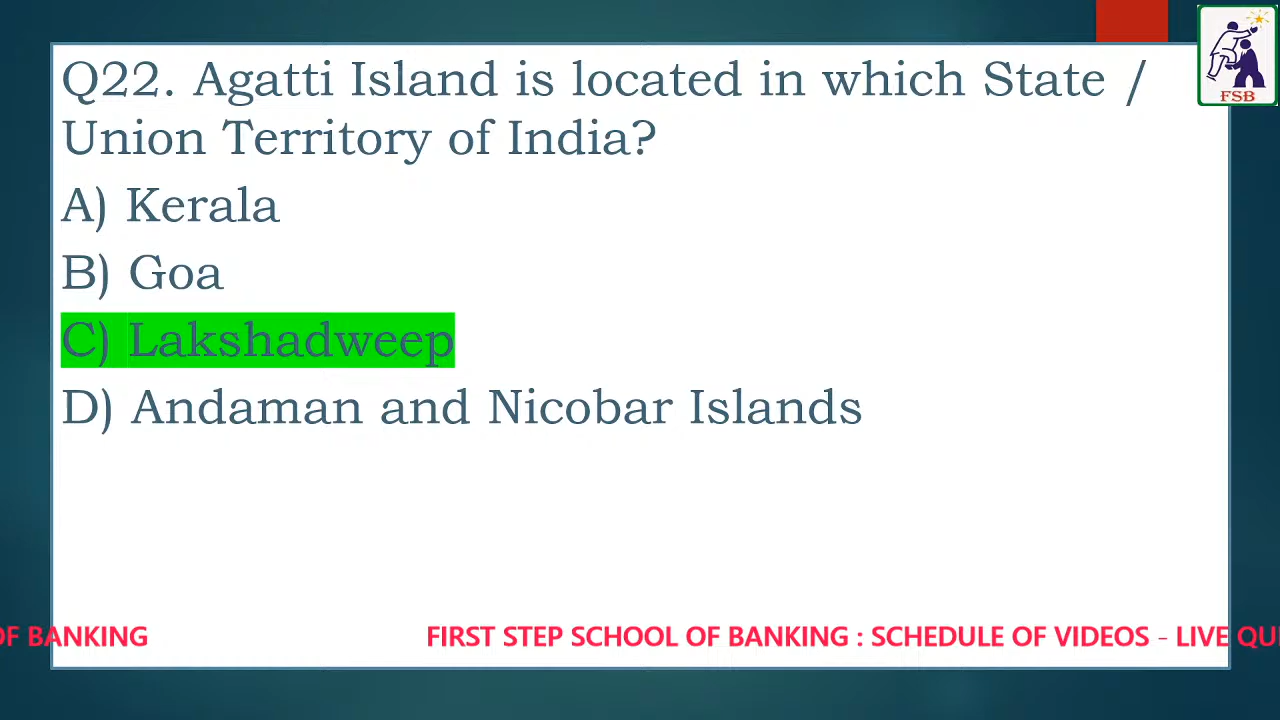 FSB
Q22. Agatti Island is located in which State /
Union Territory of India?
A) Kerala
B) Goa
C) Lakshadweep
D) Andaman and Nicobar Islands
OF BANKING FIRST STEP SCHOOL OF BANKING : SCHEDULE OF VIDEOS - LIVE QUI